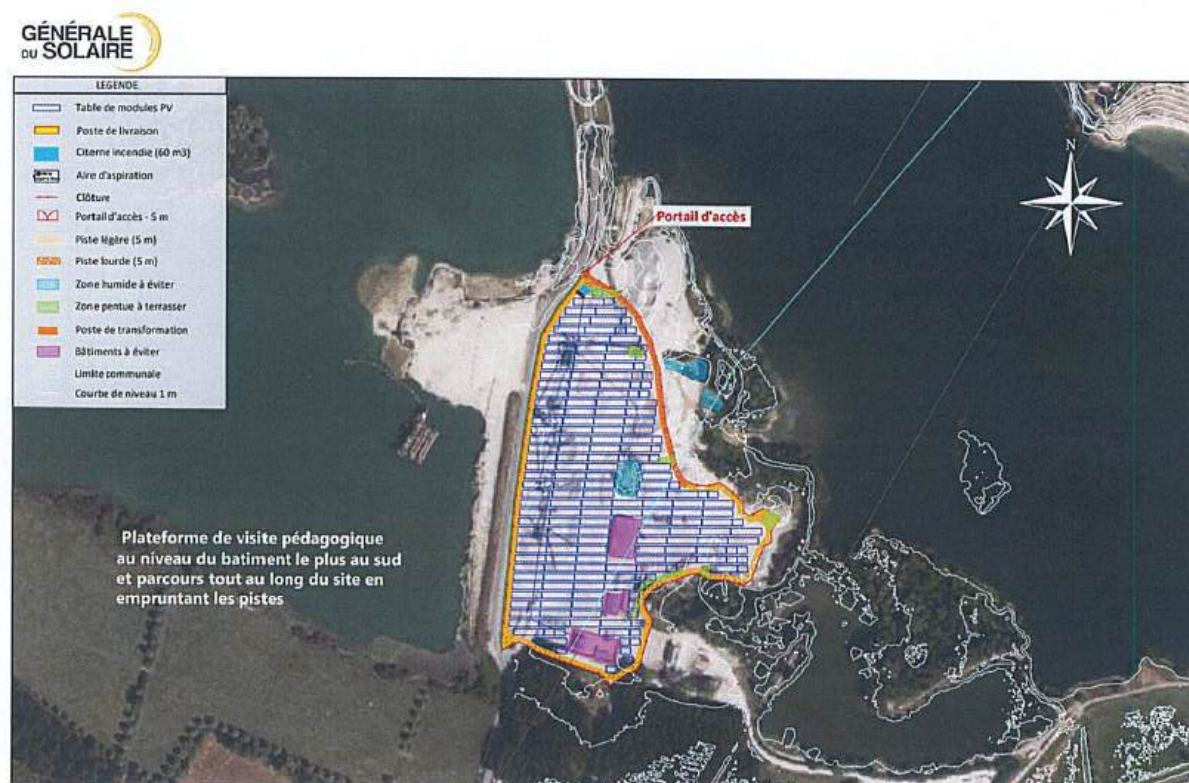 GÉNÉRALE
DU SOLAIRE
LEGENDE
Table de modules PV
Poste de livraison
Citerne incendie (60 m3)
Aire d'aspiration
Clôture
Portail d'accès - 5 m
Piste légère (5 m)
Piste lourde (5 m)
Zone humide à éviter
Zone pentue à terrasser
Poste de transformation
Bâtiments à éviter
Limite communale
Courbe de niveau 1 m
N
Portail d'accès
Plateforme de visite pédagogique
au niveau du batiment le plus au sud
et parcours tout au long du site en
empruntant les pistes